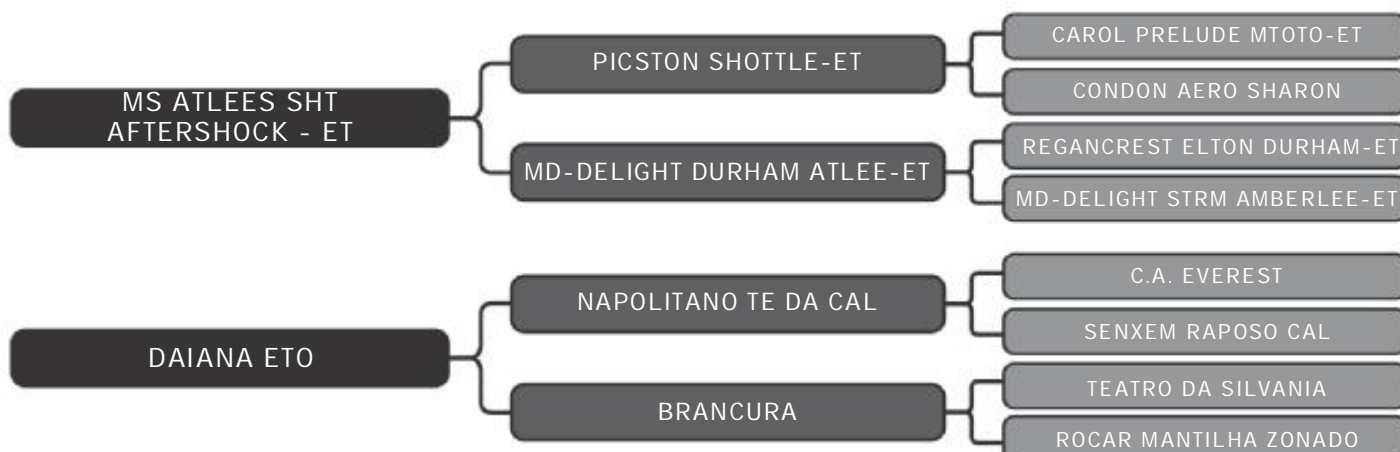 MS ATLEES SHT
AFTERSHOCK - ET
PICSTON SHOTTLE-ET
CAROL PRELUDE MTOTO-ET
CONDON AERO SHARON
MD-DELIGHT DURHAM ATLEE-ET
REGANCREST ELTON DURHAM-ET
MD-DELIGHT STRM AMBERLEE-ET
DAIANA ETO
NAPOLITANO TE DA CAL
C.A. EVEREST
SENXEM RAPOSO CAL
BRANCURA
TEATRO DA SILVANIA
ROCAR MANTILHA ZONADO